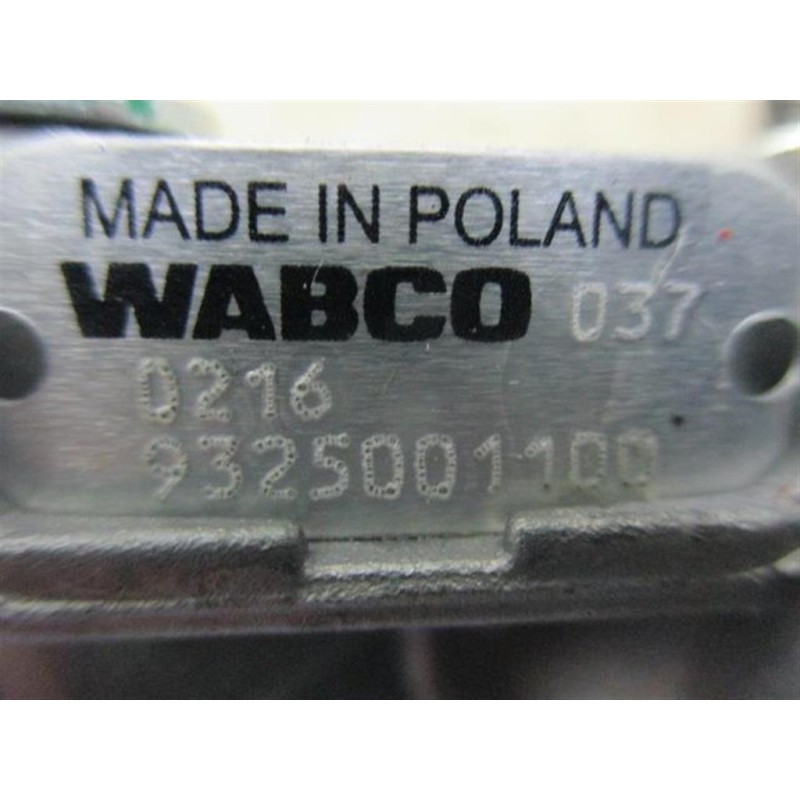 MADE IN POLAND
WABCO 037
0216
9325001100